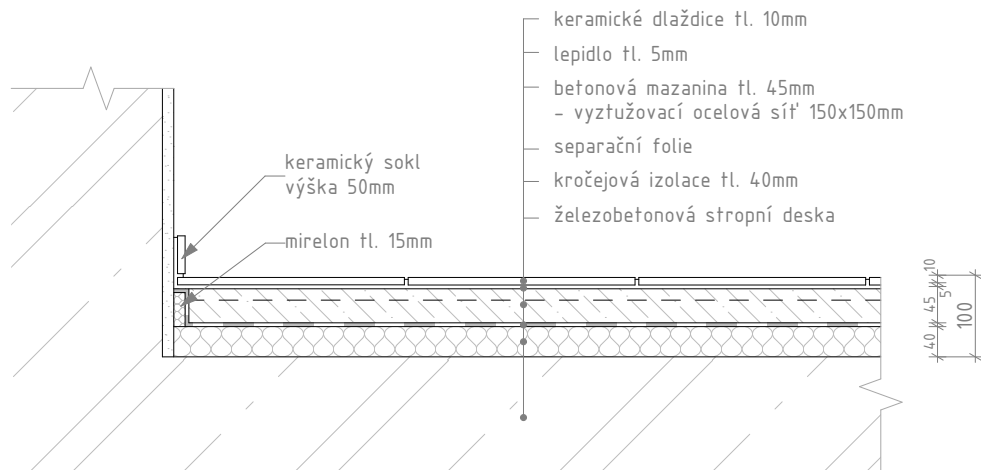 keramické dlaždice tl. 10mm
lepidlo tl. 5mm
betonová mazanina tl. 45mm
- vyztužovací ocelová síť 150x150mm
separační folie
kročejová izolace tl. 40mm
železobetonová stropní deska
keramický sokl
výška 50mm
mirelon tl. 15mm
10
5
45
40
100